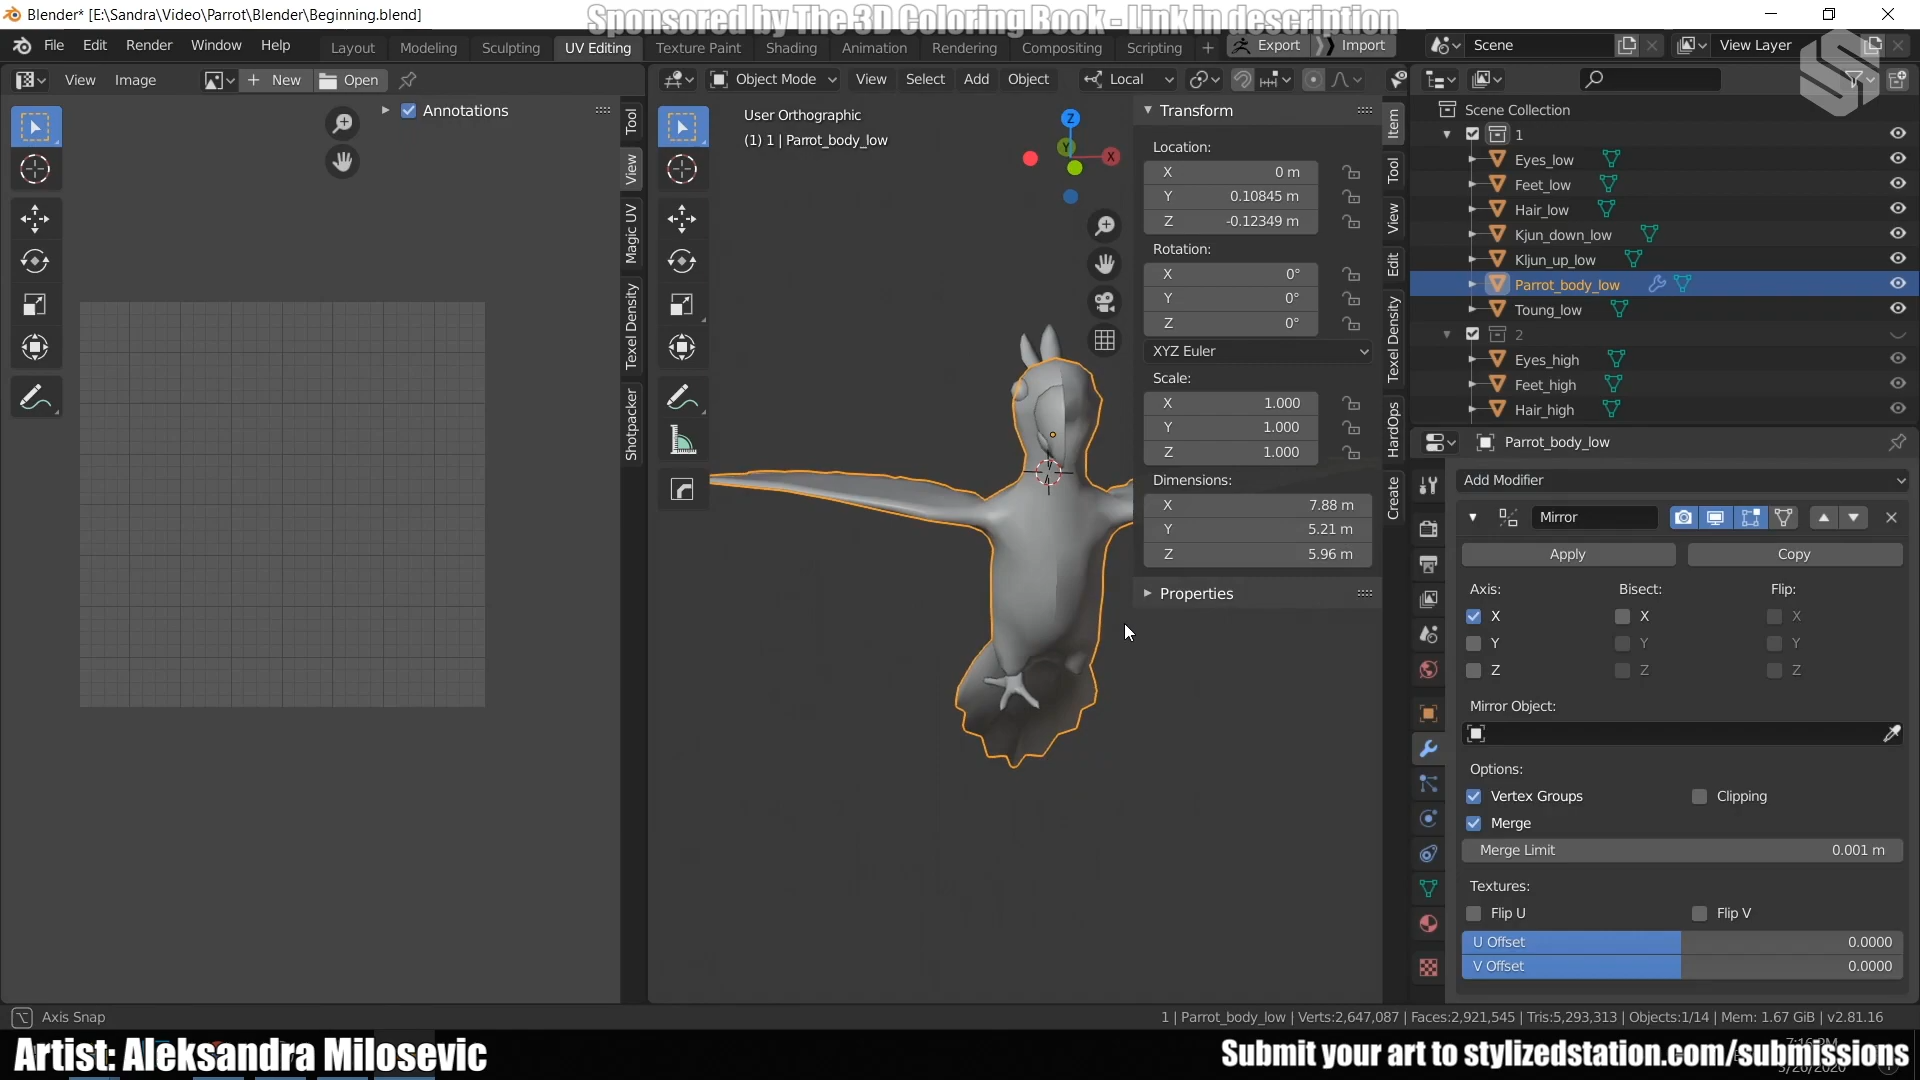 Blender* [E:\Sandra\Video\Parrot\Blender\Beginning.blend]
Sponsored by The 3D Coloring Book - Link in description
File Edit Render Window Help
Layout Modeling Sculpting UV Editing Texture Paint Shading Animation Rendering Compositing Scripting + Export Import Scene View Layer
View Image + New Open
Object Mode View Select Add Object Local
Annotations
Tool
View
Magic UV
Texel Density
Shotpacker
User Orthographic
(1) 1 | Parrot_body_low
Z
Y
X
Transform
Location:
X 0 m
Y 0.10845 m
Z -0.12349 m
Rotation:
X 0°
Y 0°
Z 0°
XYZ Euler
Scale:
X 1.000
Y 1.000
Z 1.000
Dimensions:
X 7.88 m
Y 5.21 m
Z 5.96 m
Properties
Item
Tool
View
Edit
Texel Density
HardOps
Create
Scene Collection
1
Eyes_low
Feet_low
Hair_low
Kjun_down_low
Kljun_up_low
Parrot_body_low
Toung_low
2
Eyes_high
Feet_high
Hair_high
Parrot_body_low
Add Modifier
Mirror
Apply Copy
Axis: Bisect: Flip:
X X X
Y Y Y
Z Z Z
Mirror Object:
Options:
Vertex Groups Clipping
Merge
Merge Limit 0.001 m
Textures:
Flip U Flip V
U Offset 0.0000
V Offset 0.0000
Axis Snap
1 | Parrot_body_low | Verts:2,647,087 | Faces:2,921,545 | Tris:5,293,313 | Objects:1/14 | Mem: 1.67 GiB | v2.81.16
Artist: Aleksandra Milosevic
Submit your art to stylizedstation.com/submissions